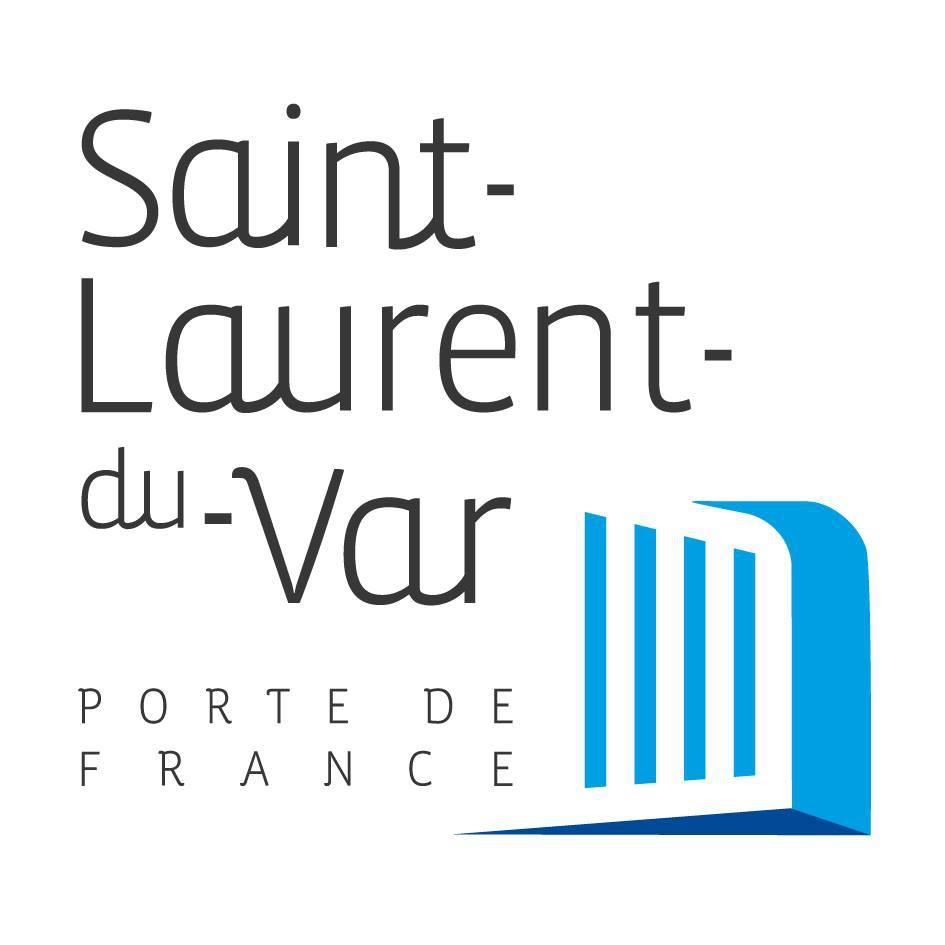 Saint-
Laurent-
du-Var
PORTE DE
FRANCE